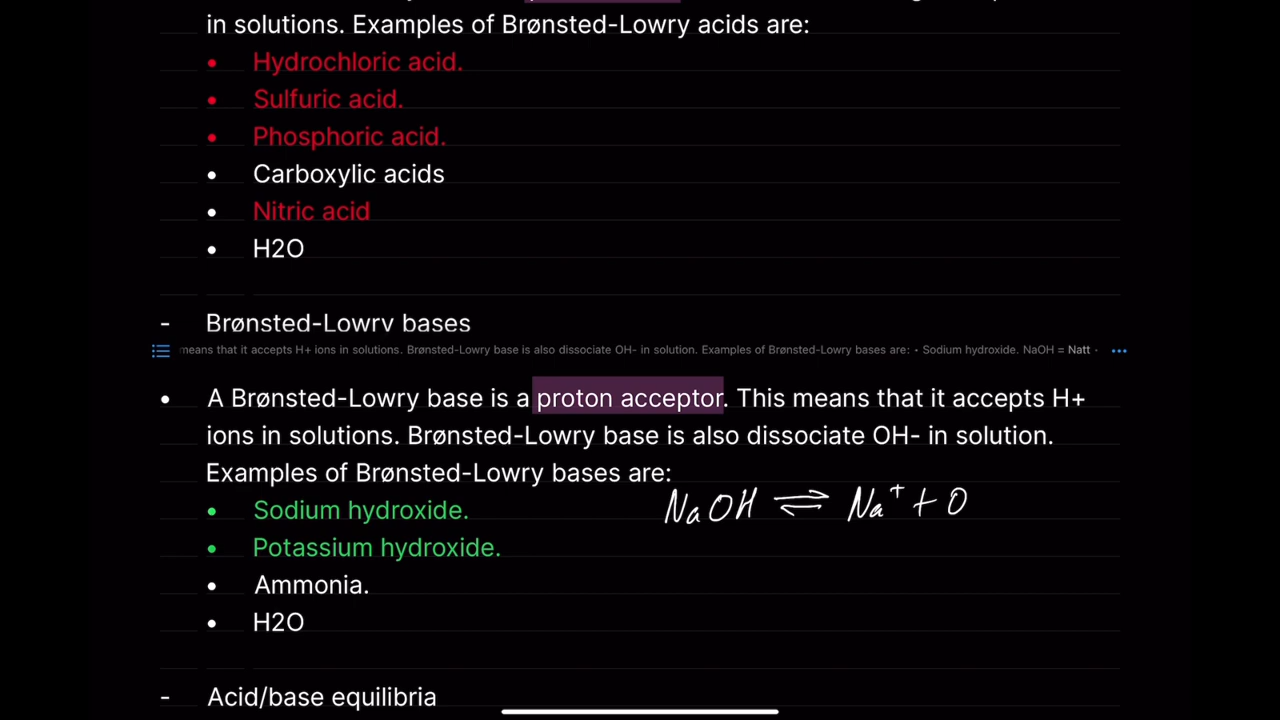 in solutions. Examples of Brønsted-Lowry acids are:
• Hydrochloric acid.
• Sulfuric acid.
• Phosphoric acid.
• Carboxylic acids
• Nitric acid
• H2O
- Brønsted-Lowry bases
means that it accepts H+ ions in solutions. Brønsted-Lowry base is also dissociate OH- in solution. Examples of Brønsted-Lowry bases are: • Sodium hydroxide. NaOH = Natt •
• A Brønsted-Lowry base is a proton acceptor. This means that it accepts H+
ions in solutions. Brønsted-Lowry base is also dissociate OH- in solution.
Examples of Brønsted-Lowry bases are:
• Sodium hydroxide. NaOH ⇌ Na⁺ + O
• Potassium hydroxide.
• Ammonia.
• H2O
- Acid/base equilibria